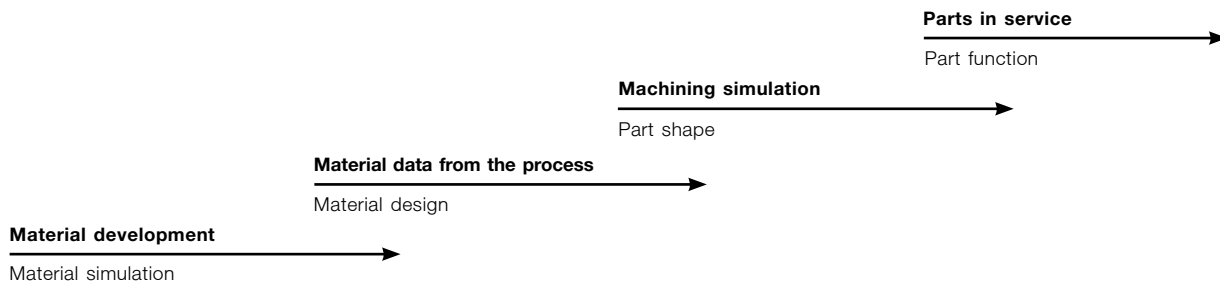 Parts in service
Part function
Machining simulation
Part shape
Material data from the process
Material design
Material development
Material simulation